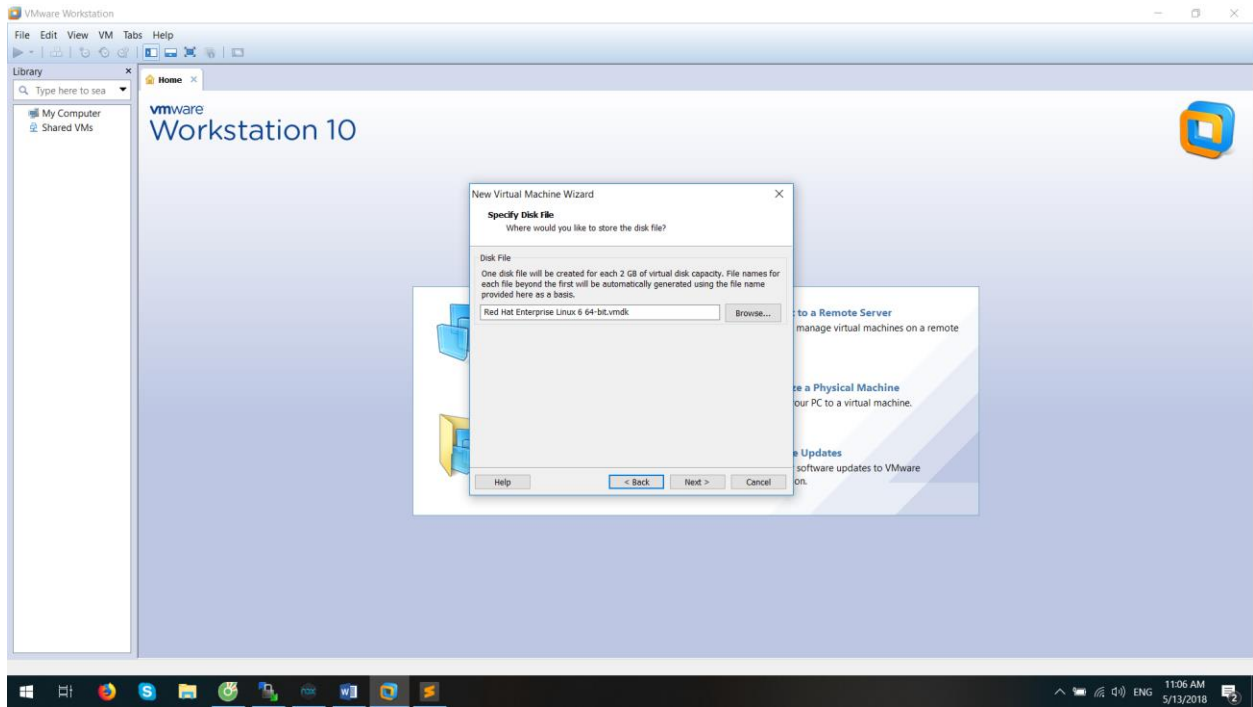 VMware Workstation
File Edit View VM Tabs Help
Library
Type here to sea
My Computer
Shared VMs
Home
vmware
Workstation 10
New Virtual Machine Wizard
Specify Disk File
Where would you like to store the disk file?
Disk File
One disk file will be created for each 2 GB of virtual disk capacity. File names for
each file beyond the first will be automatically generated using the file name
provided here as a basis.
Red Hat Enterprise Linux 6 64-bit.vmdk
Browse...
Help
< Back
Next >
Cancel
to a Remote Server
manage virtual machines on a remote
ze a Physical Machine
our PC to a virtual machine.
e Updates
software updates to VMware
on.
ENG
11:06 AM
5/13/2018
2